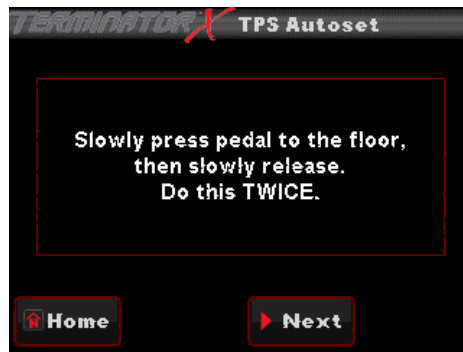 TERMINATOR X TPS Autoset
Slowly press pedal to the floor,
then slowly release.
Do this TWICE.
Home
Next